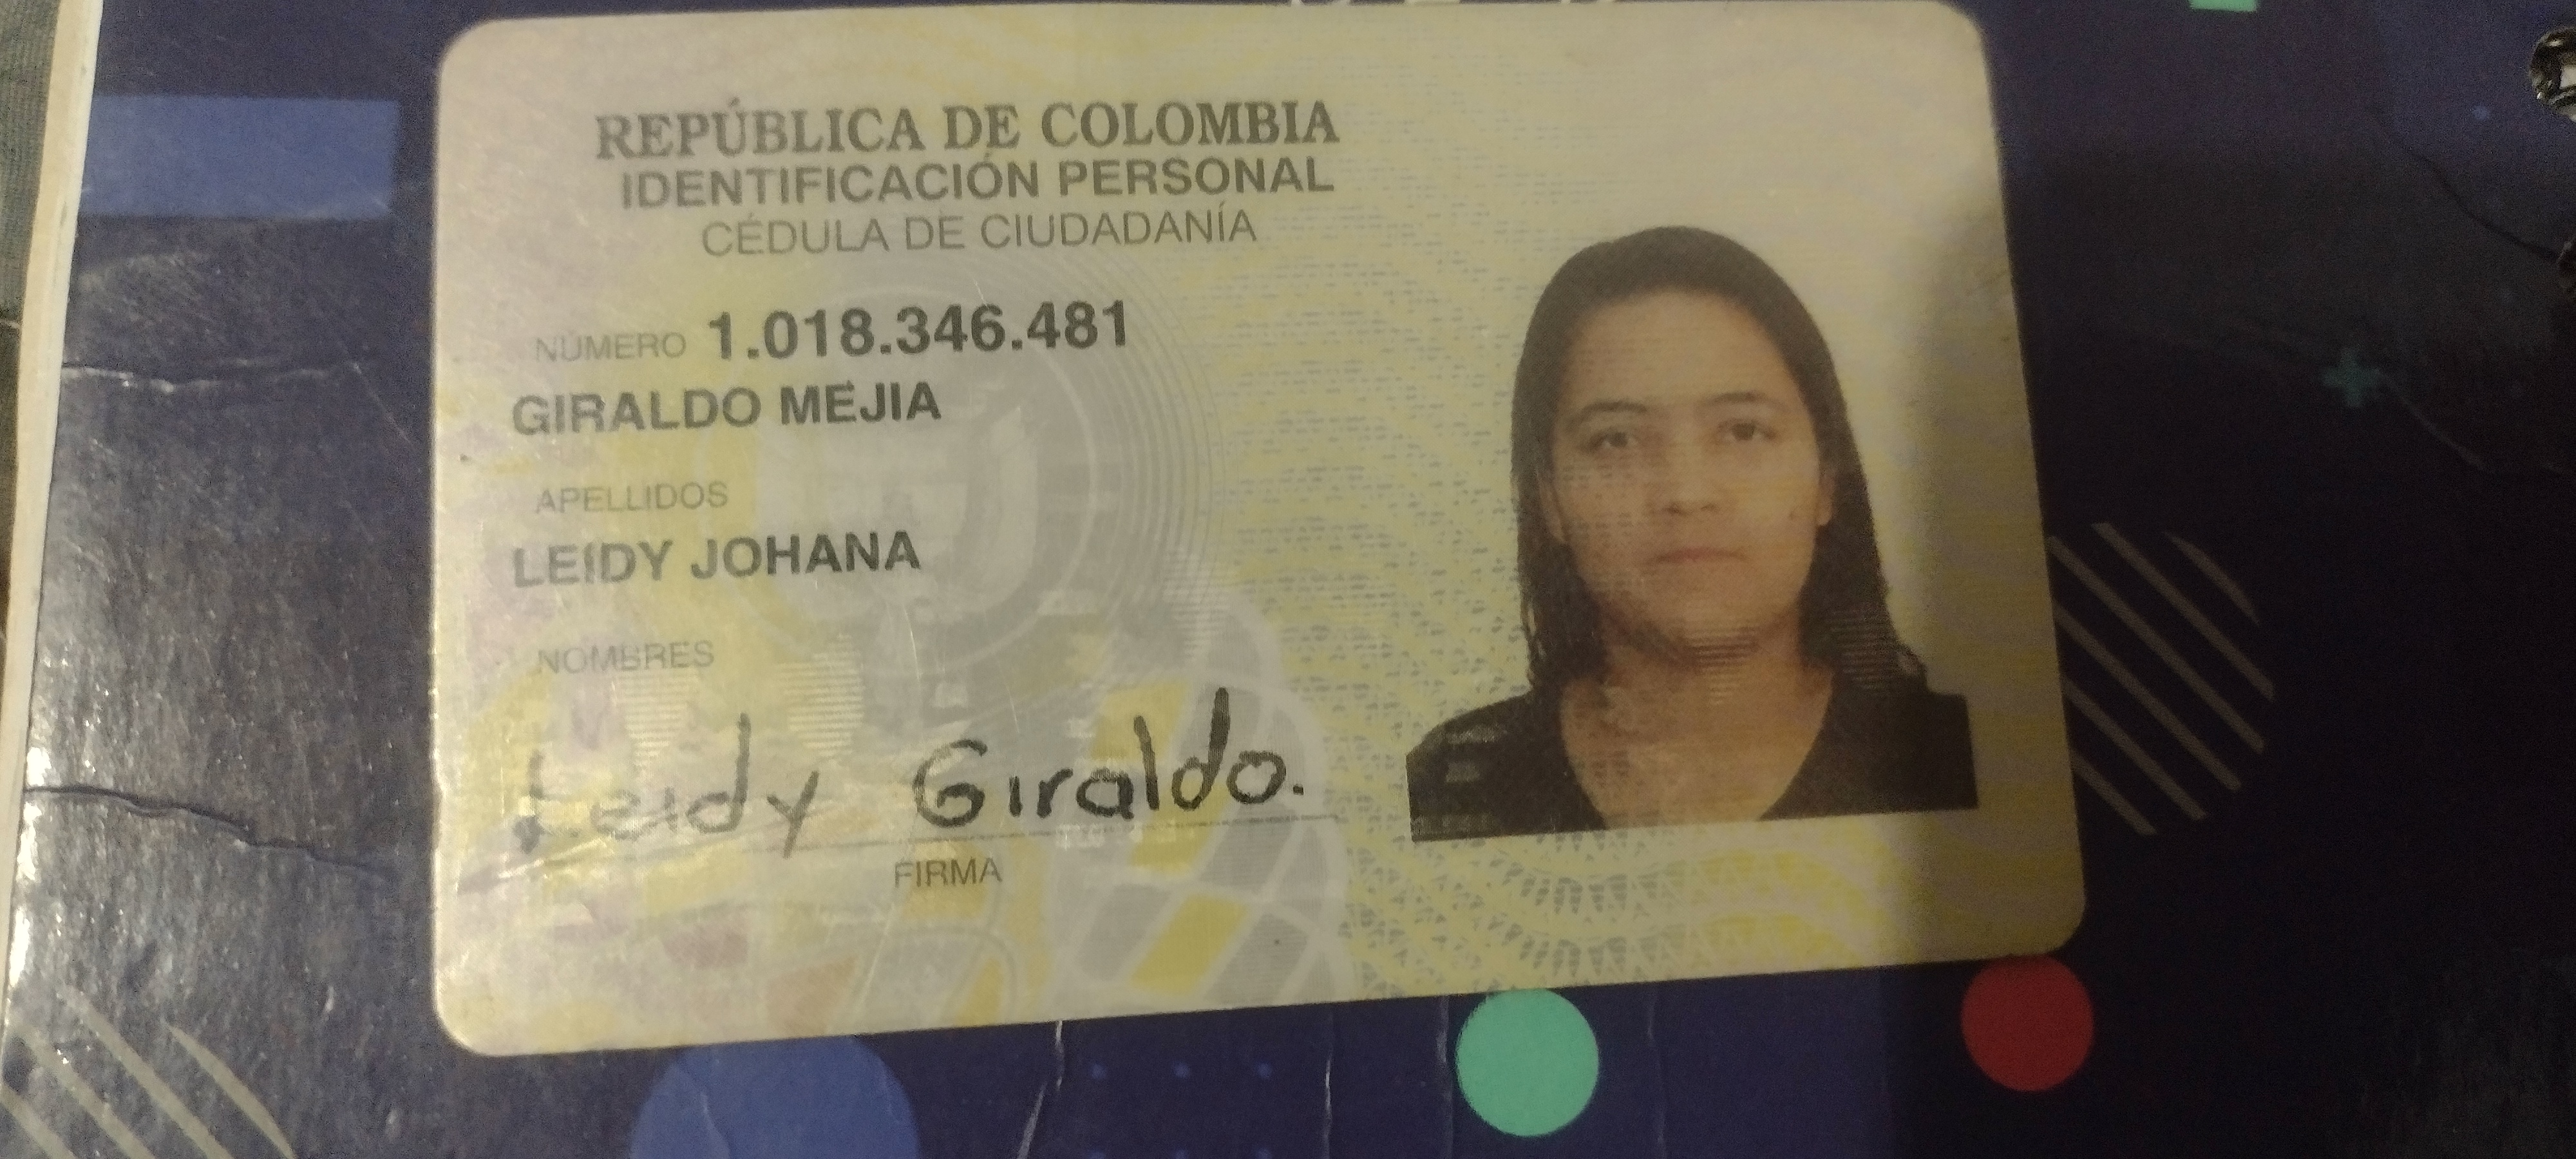 REPÚBLICA DE COLOMBIA
IDENTIFICACIÓN PERSONAL
CÉDULA DE CIUDADANÍA
NÚMERO 1.018.346.481
GIRALDO MEJIA
APELLIDOS
LEIDY JOHANA
NOMBRES
Leidy Giraldo.
FIRMA